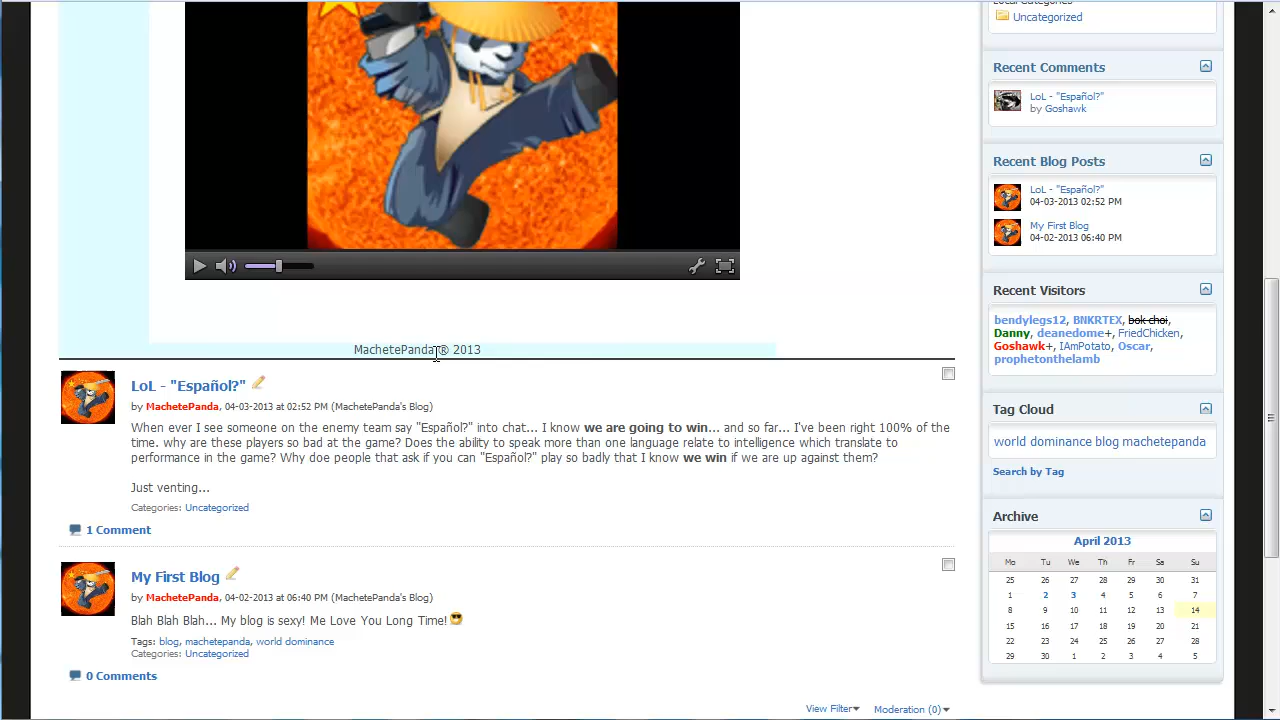 MachetePanda ® 2013
LoL - "Español?"
by MachetePanda, 04-03-2013 at 02:52 PM (MachetePanda's Blog)
When ever I see someone on the enemy team say "Español?" into chat... I know we are going to win... and so far... I've been right 100% of the
time. why are these players so bad at the game? Does the ability to speak more than one language relate to intelligence which translate to
performance in the game? Why doe people that ask if you can "Español?" play so badly that I know we win if we are up against them?
Just venting...
Categories: Uncategorized
1 Comment
My First Blog
by MachetePanda, 04-02-2013 at 06:40 PM (MachetePanda's Blog)
Blah Blah Blah... My blog is sexy! Me Love You Long Time!
Tags: blog, machetepanda, world dominance
Categories: Uncategorized
0 Comments
View Filter
Moderation (0)
Local Categories
Uncategorized
Recent Comments
LoL - "Español?"
by Goshawk
Recent Blog Posts
LoL - "Español?"
04-03-2013 02:52 PM
My First Blog
04-02-2013 06:40 PM
Recent Visitors
bendylegs12, BNKRTEX, bok choi,
Danny, deanedome+, FriedChicken,
Goshawk+, IAmPotato, Oscar,
prophetonthelamb
Tag Cloud
world dominance blog machetepanda
Search by Tag
Archive
April 2013
Mo Tu We Th Fr Sa Su
25 26 27 28 29 30 31
1 2 3 4 5 6 7
8 9 10 11 12 13 14
15 16 17 18 19 20 21
22 23 24 25 26 27 28
29 30 1 2 3 4 5